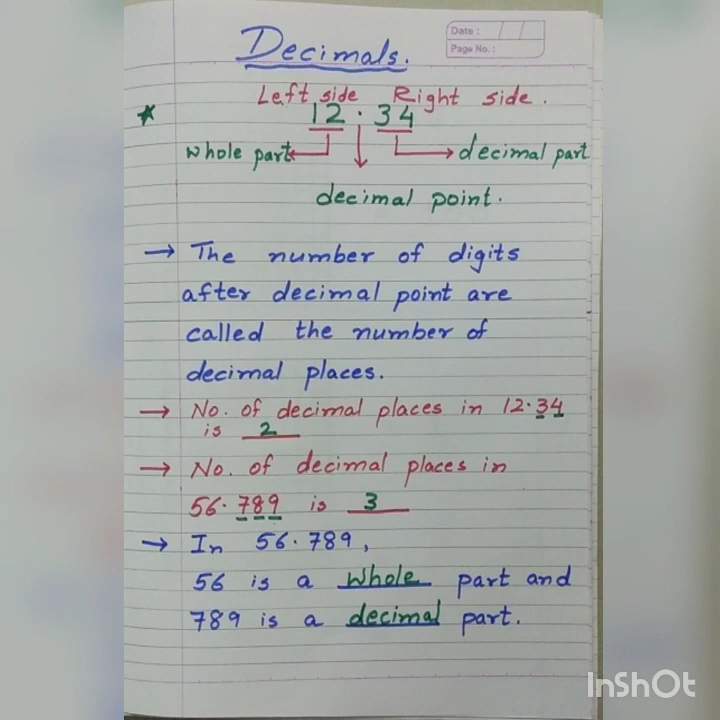 Date :
Page No. :
Decimals.
Left side Right side.
12.34
whole part decimal part
decimal point.
→ The number of digits
after decimal point are
called the number of
decimal places.
→ No. of decimal places in 12.34
is 2
→ No. of decimal places in
56.789 is 3
→ In 56.789,
56 is a whole part and
789 is a decimal part.
InShOt